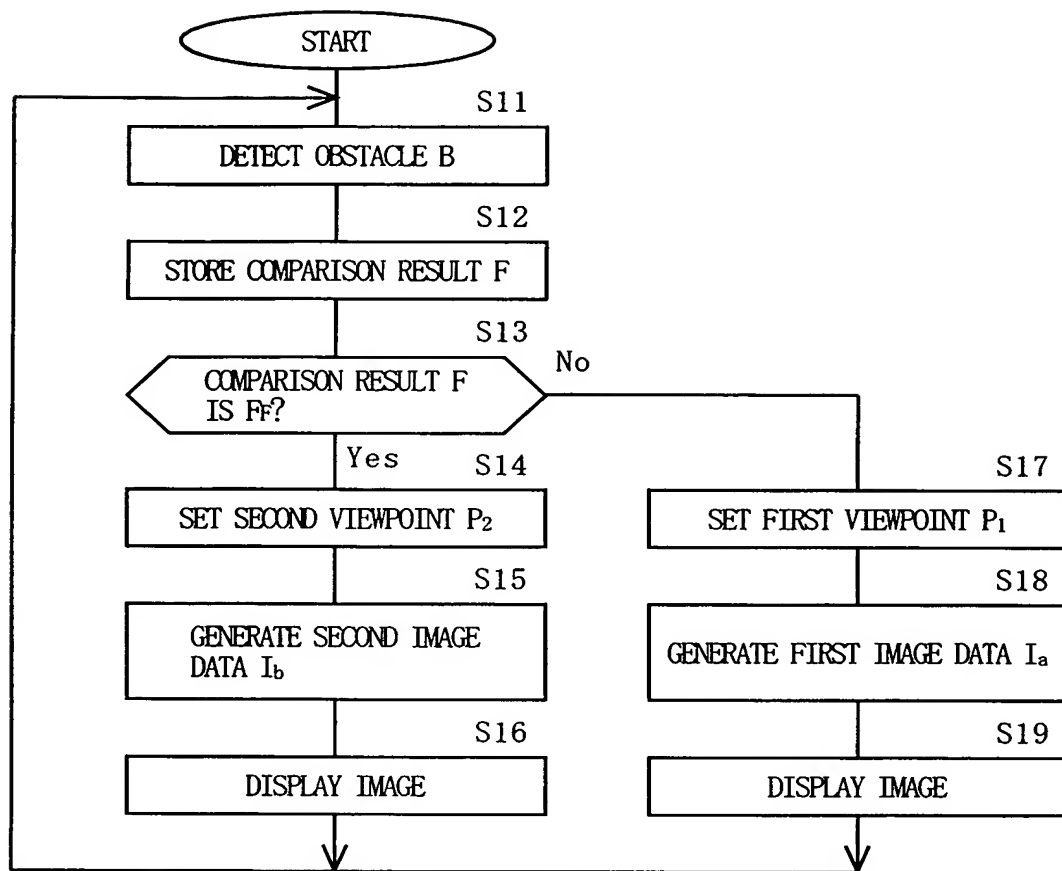 START
S11
DETECT OBSTACLE B
S12
STORE COMPARISON RESULT F
S13
COMPARISON RESULT F
IS FF?
No
Yes
S14
SET SECOND VIEWPOINT P2
S15
GENERATE SECOND IMAGE
DATA Ib
S16
DISPLAY IMAGE
S17
SET FIRST VIEWPOINT P1
S18
GENERATE FIRST IMAGE DATA Ia
S19
DISPLAY IMAGE